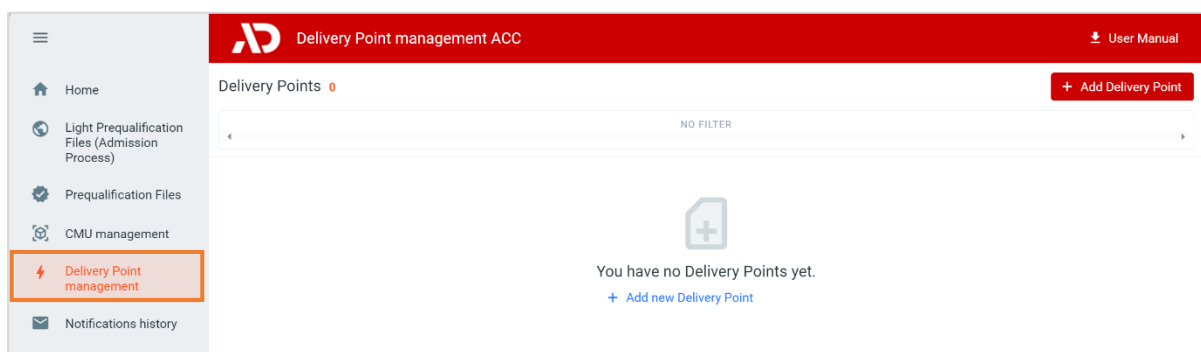 Delivery Point management ACC
User Manual
Home
Light Prequalification
Files (Admission
Process)
Prequalification Files
CMU management
Delivery Point
management
Notifications history
Delivery Points 0
+ Add Delivery Point
NO FILTER
You have no Delivery Points yet.
+ Add new Delivery Point